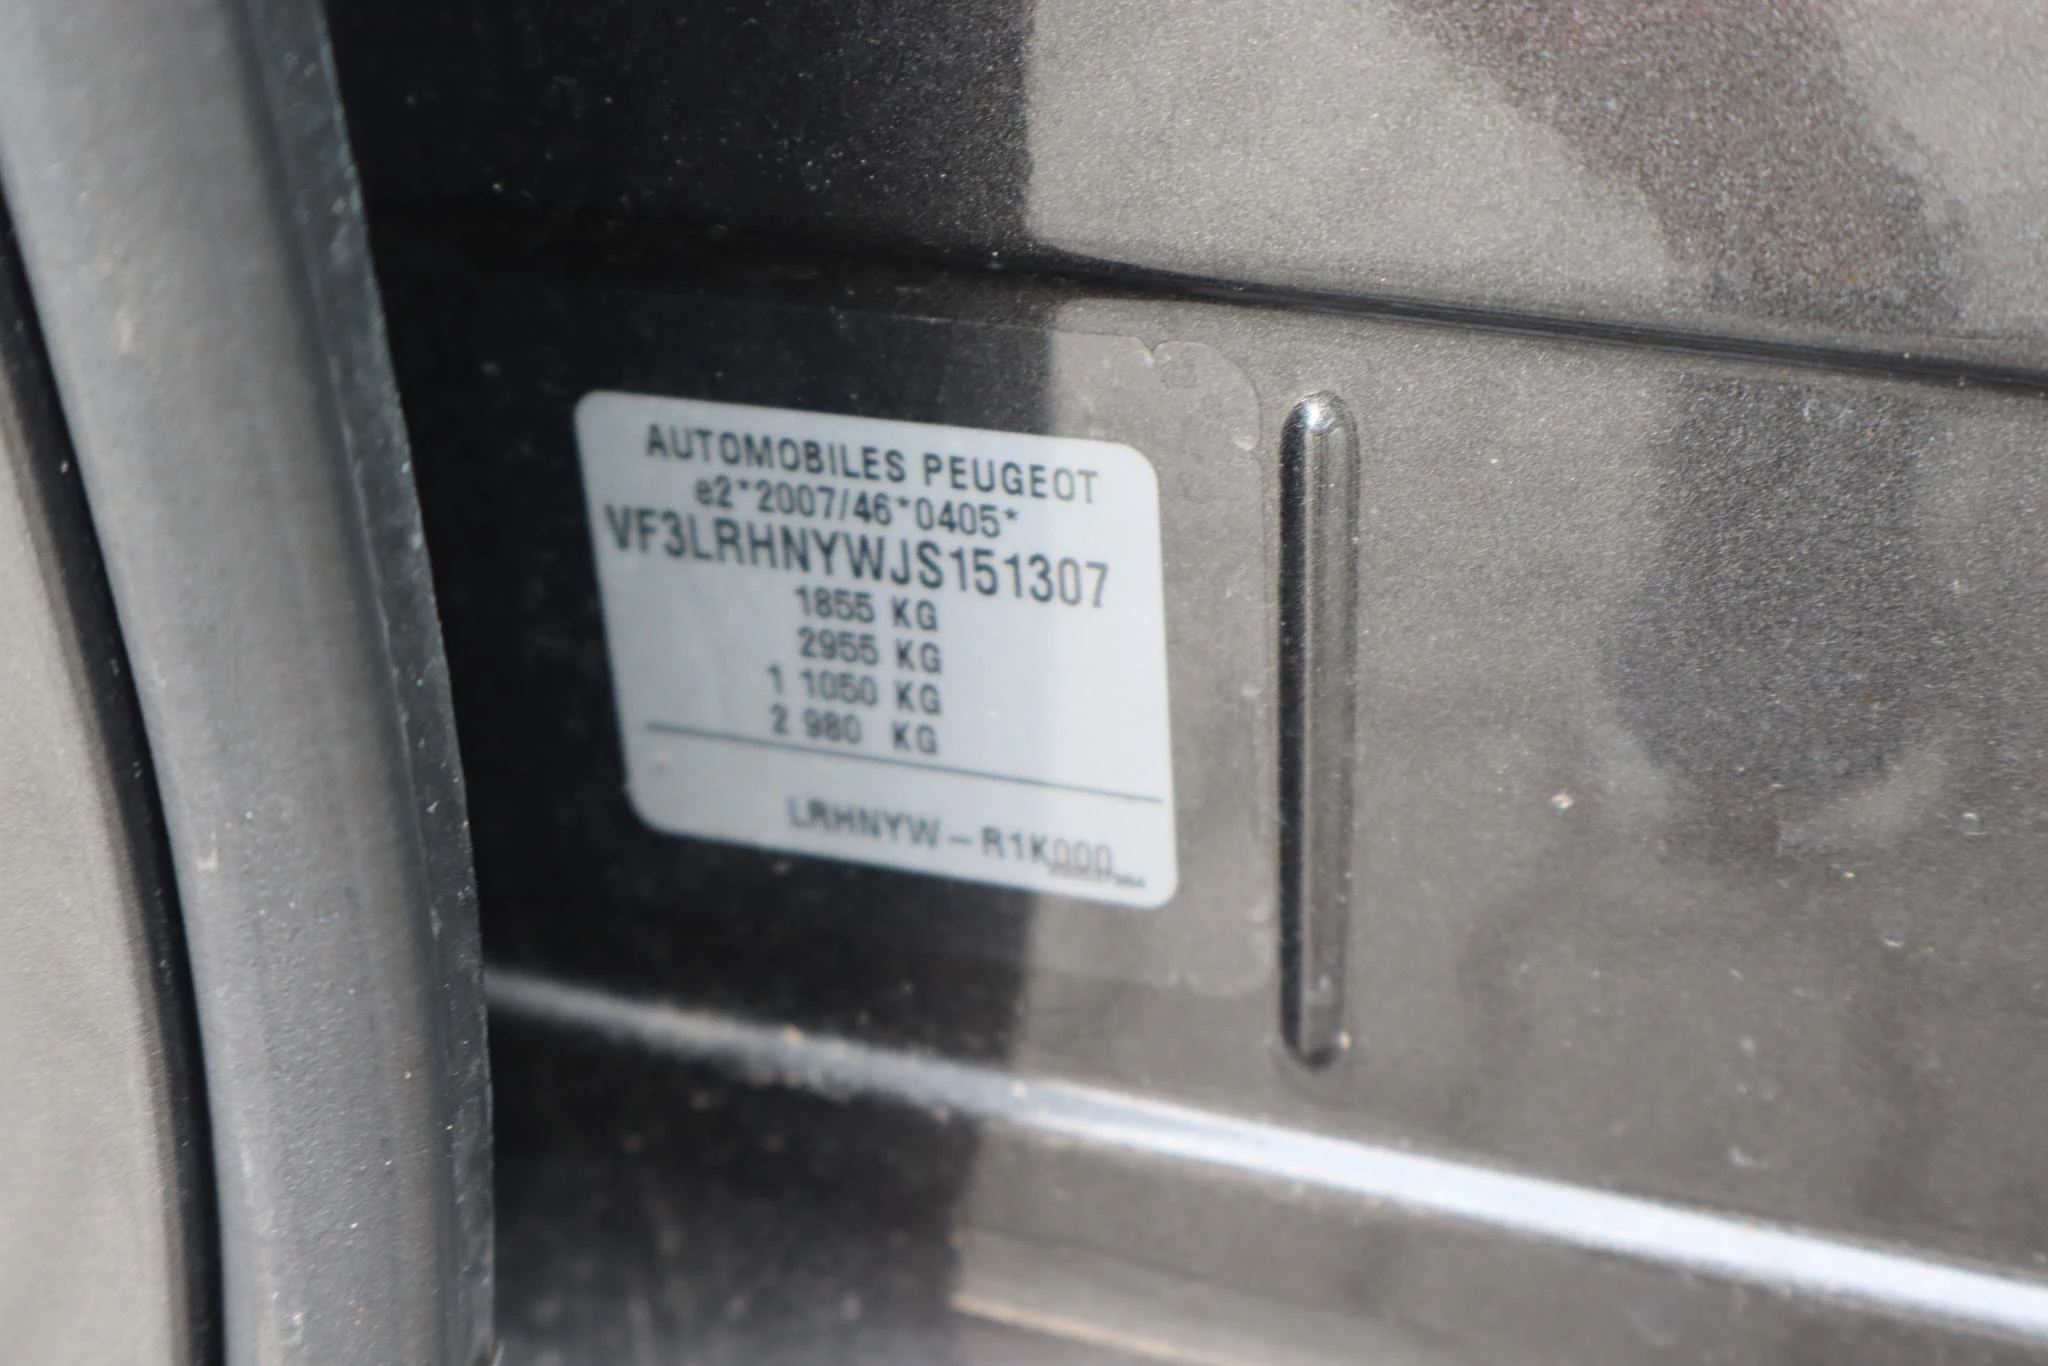 AUTOMOBILES PEUGEOT
e2*2007/46*0405*
VF3LRHNYWJS151307
1855 KG
2955 KG
1 1050 KG
2 980 KG
LRHNYW – R1K000